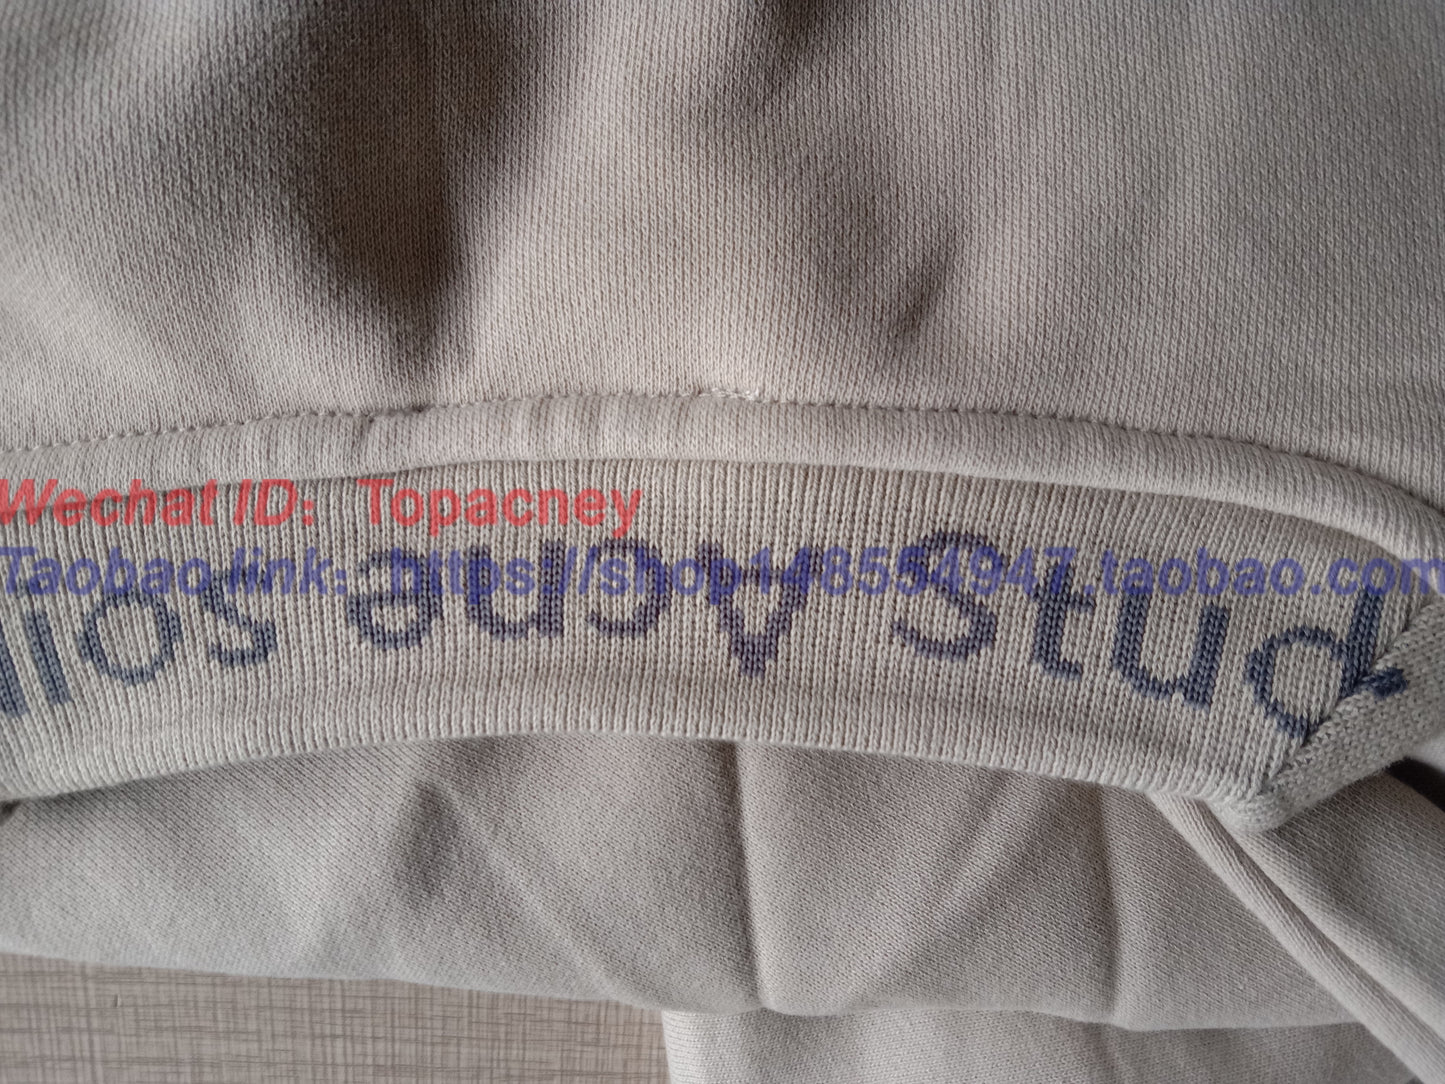 Wechat ID： Topacney
Taobao link：https://shop148554947.taobao.com
Acne Stud